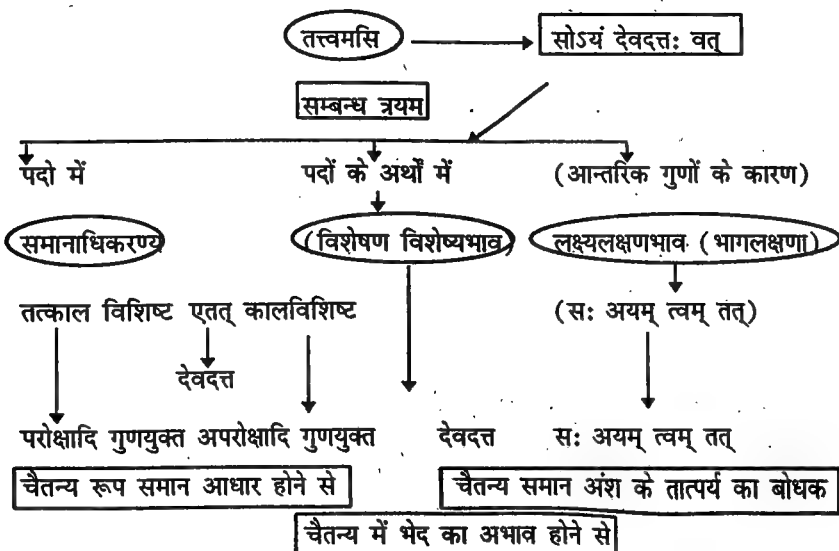 तत्त्वमसि सोऽयं देवदत्त: वत्
सम्बन्ध त्रयम
पदो में पदों के अर्थो में (आन्तरिक गुणों के कारण)
समानाधिकरण्य (विशेषण विशेष्यभाव) लक्ष्यलक्षणभाव (भागलक्षणा)
तत्काल विशिष्ट एतत् कालविशिष्ट (स: अयम् त्वम् तत्)
देवदत्त
परोक्षादि गुणयुक्त अपरोक्षादि गुणयुक्त देवदत्त स: अयम् त्वम् तत्
चैतन्य रूप समान आधार होने से चैतन्य समान अंश के तात्पर्य का बोधक
चैतन्य में भेद का अभाव होने से